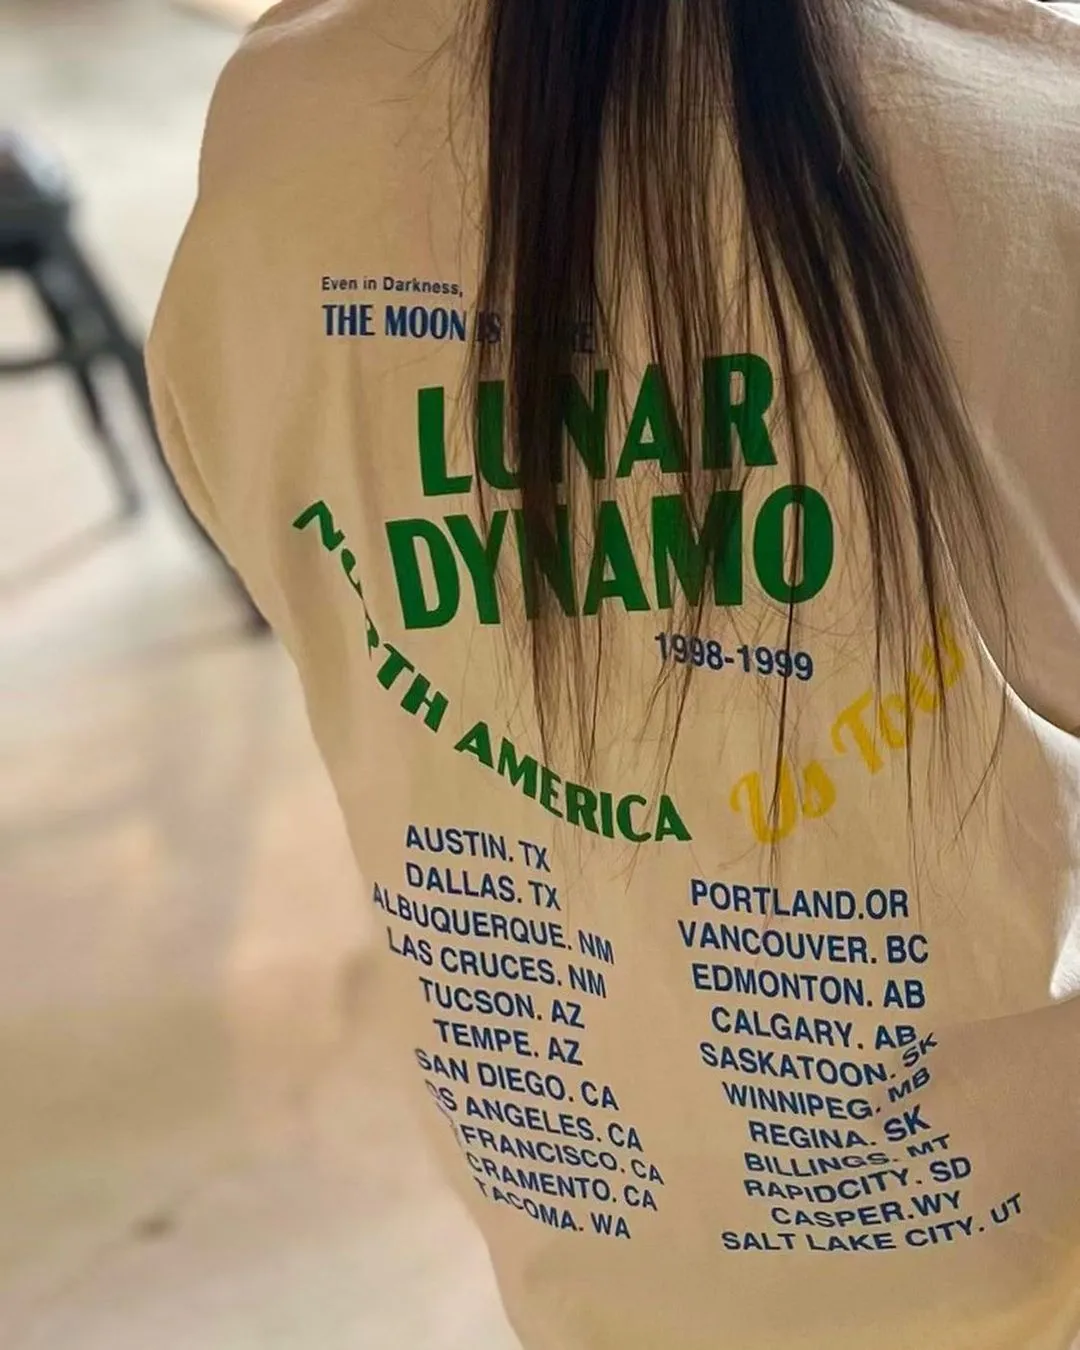 Even in Darkness,
THE MOON IS
LUNAR
DYNAMO
1998-1999
NORTH AMERICA
Us Tour
AUSTIN. TX
DALLAS. TX
ALBUQUERQUE. NM
LAS CRUCES. NM
TUCSON. AZ
TEMPE. AZ
SAN DIEGO. CA
OS ANGELES. CA
FRANCISCO. CA
CRAMENTO. CA
TACOMA. WA
PORTLAND.OR
VANCOUVER. BC
EDMONTON. AB
CALGARY. AB
SASKATOON. SK
WINNIPEG. MB
REGINA. SK
BILLINGS. MT
RAPIDCITY. SD
CASPER.WY
SALT LAKE CITY. UT